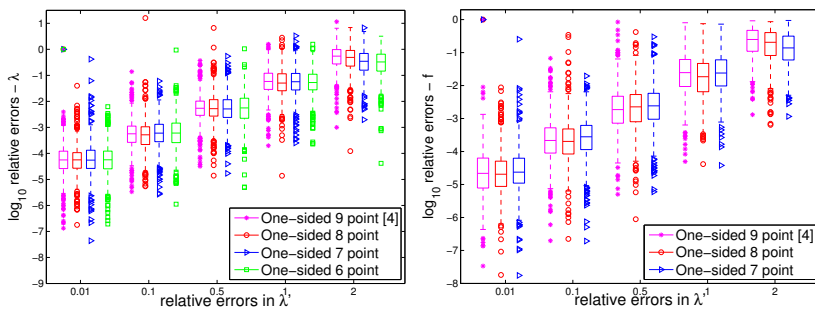 log10 relative errors – λ
1
0
−1
−2
−3
−4
−5
−6
−7
−8
−9
One−sided 9 point [4]
One−sided 8 point
One−sided 7 point
One−sided 6 point
0.01 0.1 0.5 1 2
relative errors in λ'
log10 relative errors – f
−0
−1
−2
−3
−4
−5
−6
−7
−8
One−sided 9 point [4]
One−sided 8 point
One−sided 7 point
0.01 0.1 0.5 1 2
relative errors in λ'